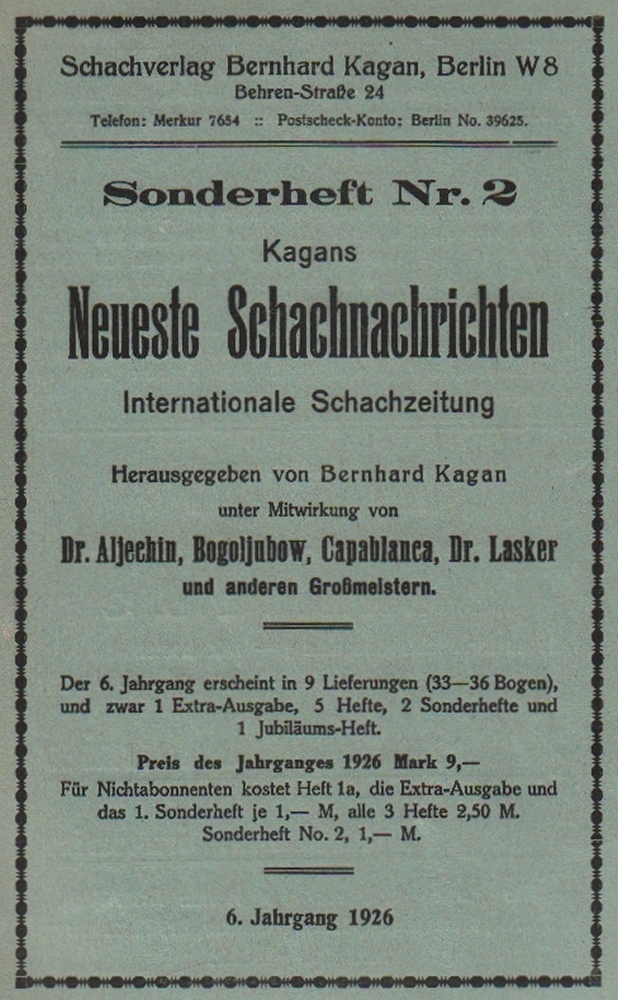 Schachverlag Bernhard Kagan, Berlin W 8
Behren-Straße 24
Telefon: Merkur 7654 :: Postscheck-Konto: Berlin No. 39625.
Sonderheft Nr. 2
Kagans
Neueste Schachnachrichten
Internationale Schachzeitung
Herausgegeben von Bernhard Kagan
unter Mitwirkung von
Dr. Aljechin, Bogoljubow, Capablanca, Dr. Lasker
und anderen Großmeistern.
Der 6. Jahrgang erscheint in 9 Lieferungen (33—36 Bogen),
und zwar 1 Extra-Ausgabe, 5 Hefte, 2 Sonderhefte und
1 Jubiläums-Heft.
Preis des Jahrganges 1926 Mark 9,—
Für Nichtabonnenten kostet Heft 1a, die Extra-Ausgabe und
das 1. Sonderheft je 1,— M, alle 3 Hefte 2,50 M.
Sonderheft No. 2, 1,— M.
6. Jahrgang 1926